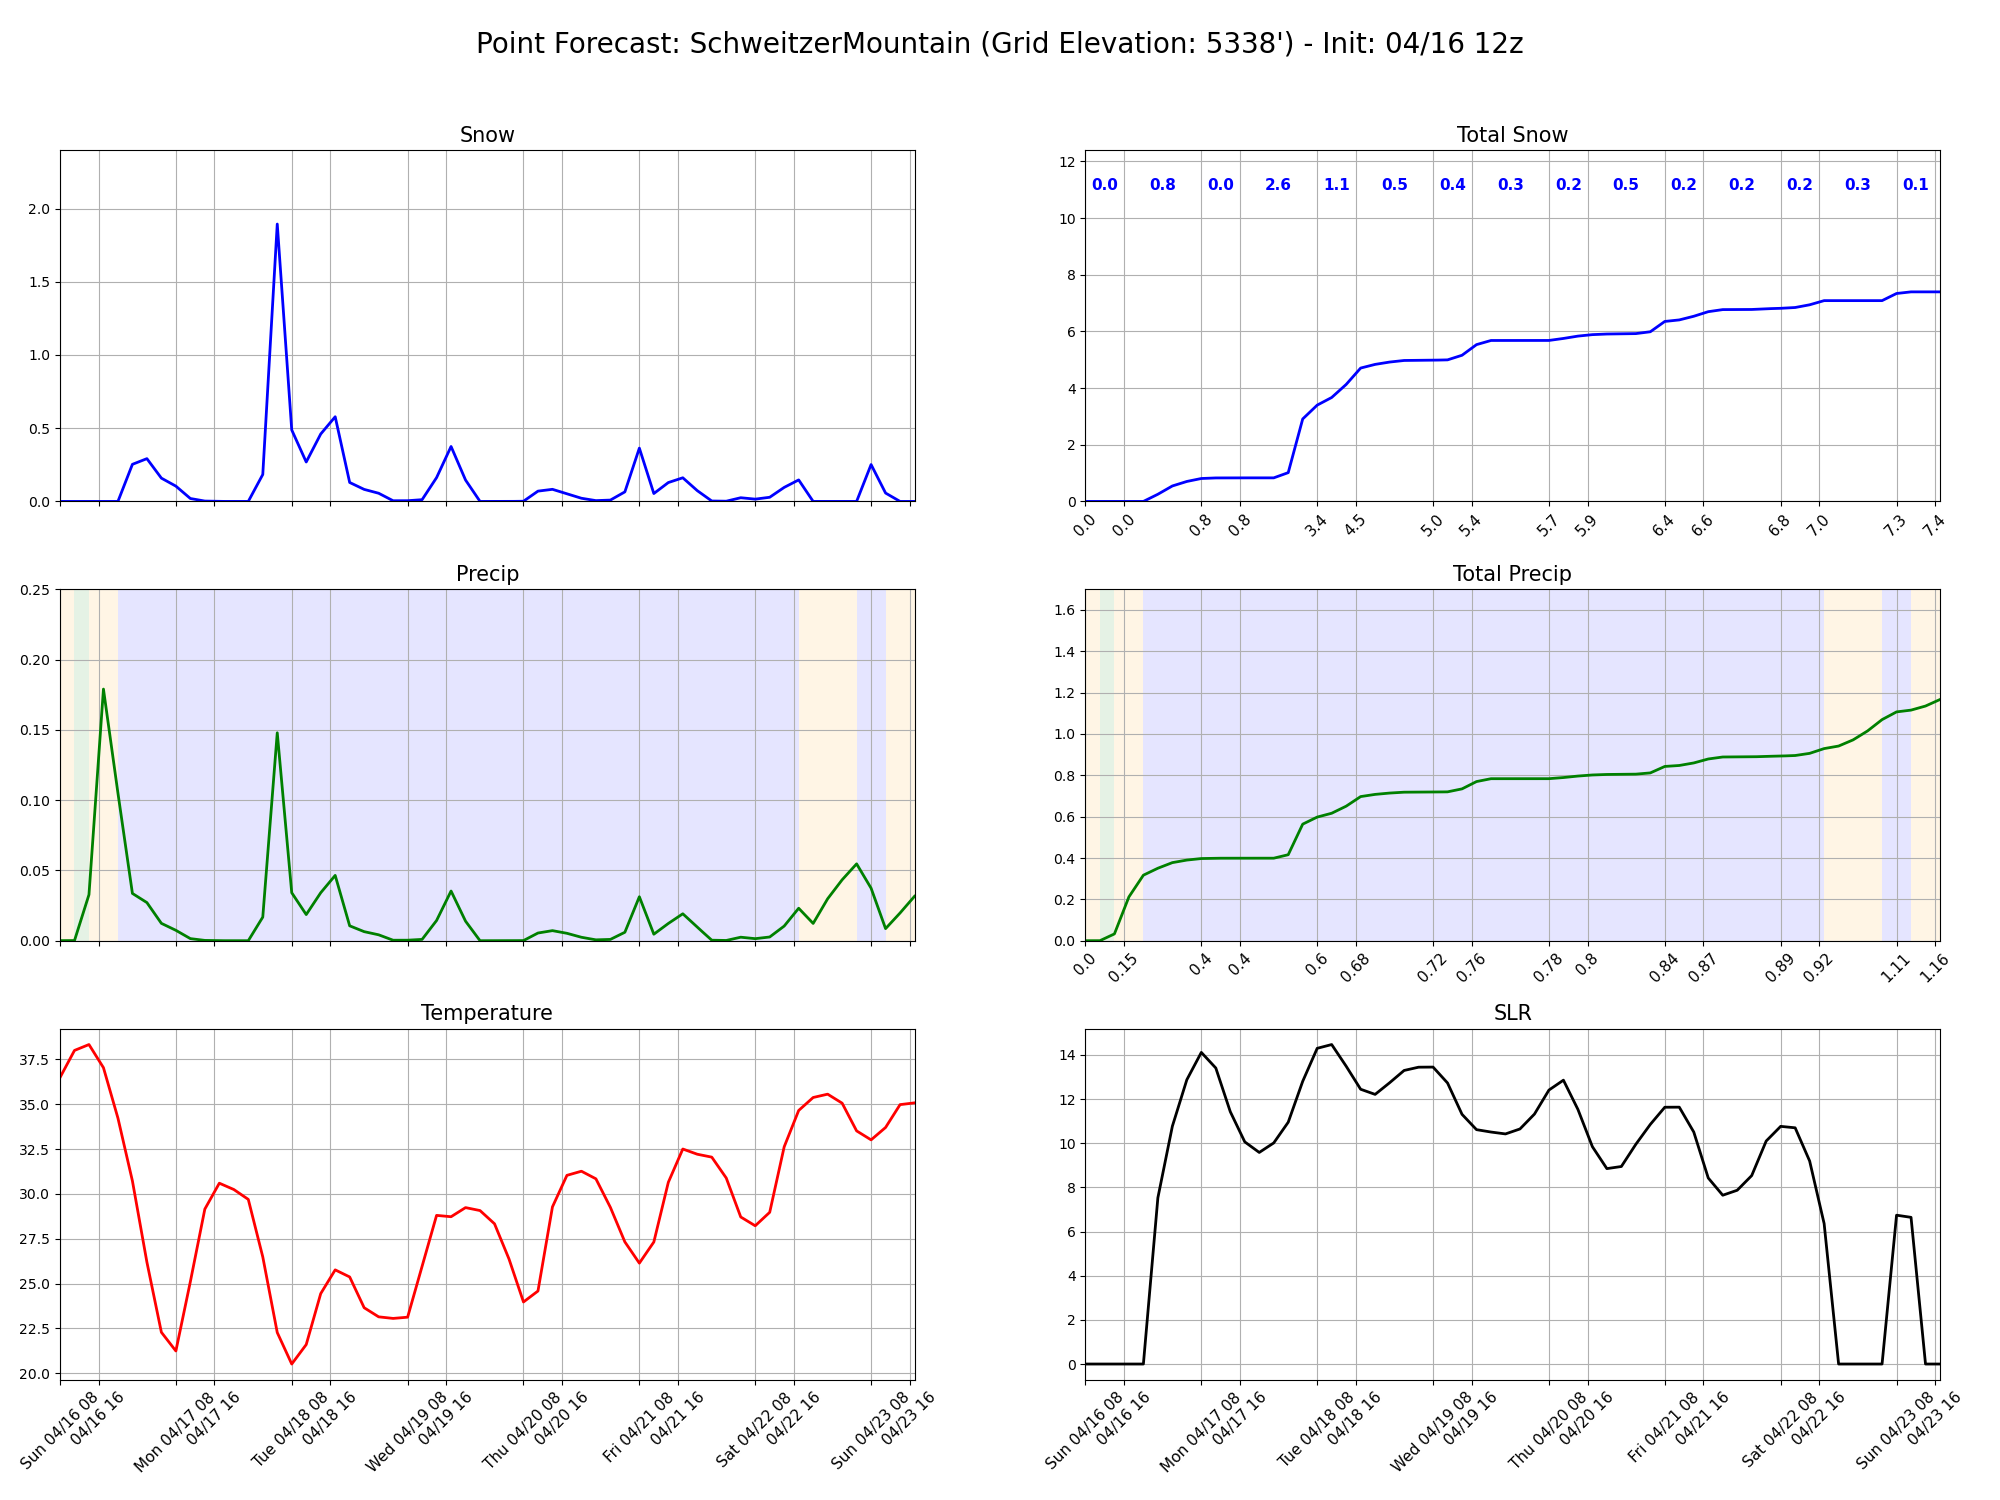 Point Forecast: SchweitzerMountain (Grid Elevation: 5338') - Init: 04/16 12z
Snow
2.0
1.5
1.0
0.5
0.0
Total Snow
12
10
8
6
4
2
0
0.0 0.8 0.0 2.6 1.1 0.5 0.4 0.3 0.2 0.5 0.2 0.2 0.2 0.3 0.1
0.0 0.0 0.8 0.8 3.4 4.5 5.0 5.4 5.7 5.9 6.4 6.6 6.8 7.0 7.3 7.4
Precip
0.25
0.20
0.15
0.10
0.05
0.00
Total Precip
1.6
1.4
1.2
1.0
0.8
0.6
0.4
0.2
0.0
0.0 0.15 0.4 0.4 0.6 0.68 0.72 0.76 0.78 0.8 0.84 0.87 0.89 0.92 1.11 1.16
Temperature
37.5
35.0
32.5
30.0
27.5
25.0
22.5
20.0
Sun 04/16 08
04/16 16
Mon 04/17 08
04/17 16
Tue 04/18 08
04/18 16
Wed 04/19 08
04/19 16
Thu 04/20 08
04/20 16
Fri 04/21 08
04/21 16
Sat 04/22 08
04/22 16
Sun 04/23 08
04/23 16
SLR
14
12
10
8
6
4
2
0
Sun 04/16 08
04/16 16
Mon 04/17 08
04/17 16
Tue 04/18 08
04/18 16
Wed 04/19 08
04/19 16
Thu 04/20 08
04/20 16
Fri 04/21 08
04/21 16
Sat 04/22 08
04/22 16
Sun 04/23 08
04/23 16